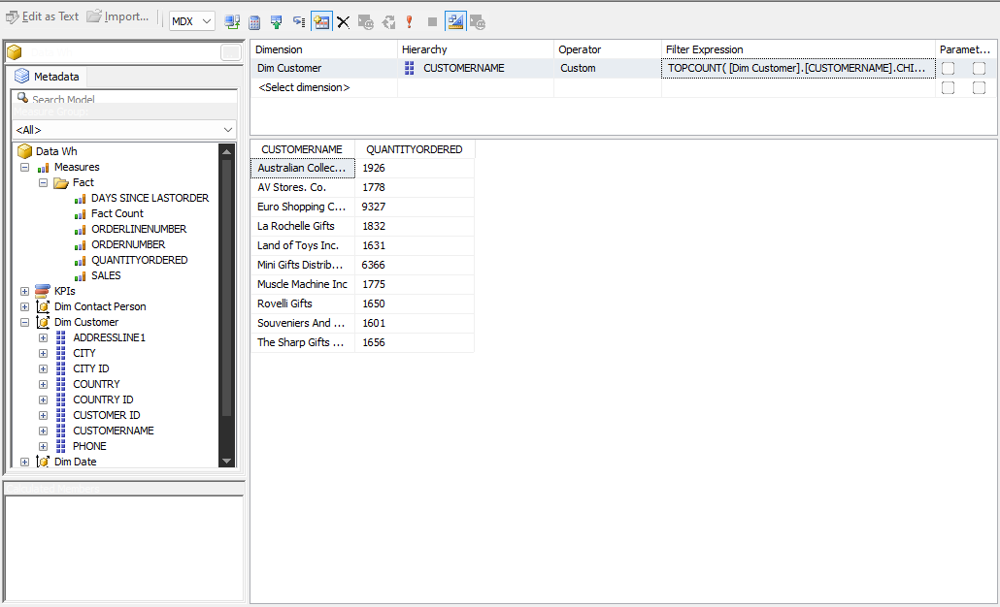 Edit as Text Import...
MDX
Metadata
Search Model
Measure Group:
<All>
Data Wh
Measures
Fact
DAYS SINCE LASTORDER
Fact Count
ORDERLINENUMBER
ORDERNUMBER
QUANTITYORDERED
SALES
KPIs
Dim Contact Person
Dim Customer
ADDRESSLINE1
CITY
CITY ID
COUNTRY
COUNTRY ID
CUSTOMER ID
CUSTOMERNAME
PHONE
Dim Date
Dimension Hierarchy Operator Filter Expression Paramet...
Dim Customer CUSTOMERNAME Custom TOPCOUNT( [Dim Customer].[CUSTOMERNAME].CHI...
<Select dimension>
CUSTOMERNAME QUANTITYORDERED
Australian Collec... 1926
AV Stores. Co. 1778
Euro Shopping C... 9327
La Rochelle Gifts 1832
Land of Toys Inc. 1631
Mini Gifts Distrib... 6366
Muscle Machine Inc 1775
Rovelli Gifts 1650
Souveniers And ... 1601
The Sharp Gifts ... 1656